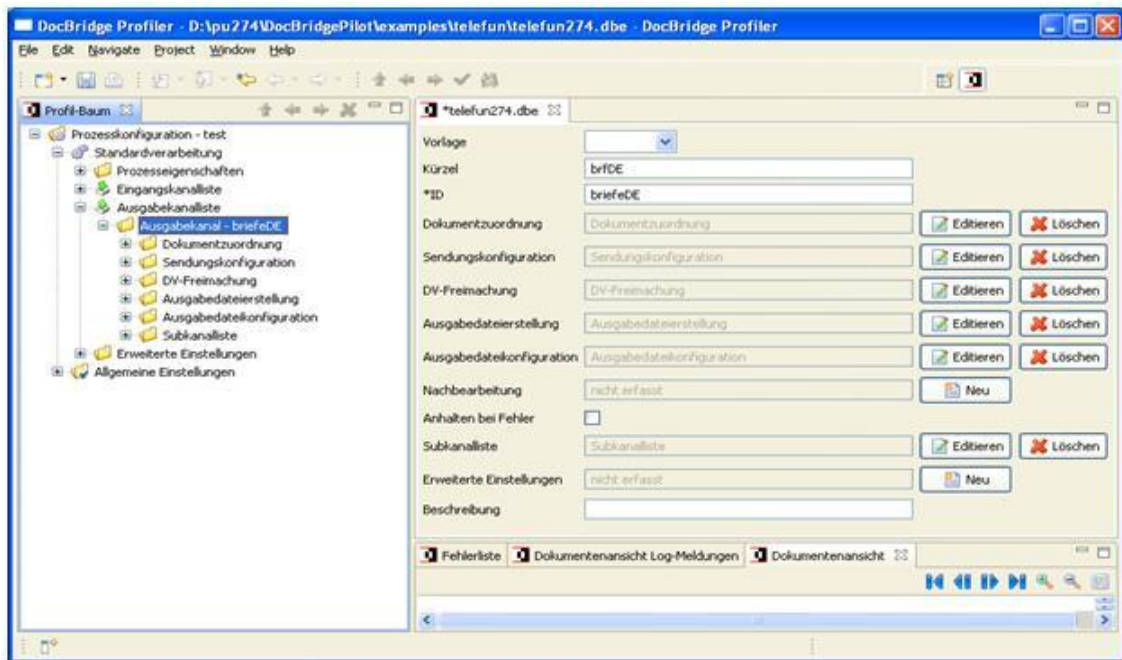 DocBridge Profiler - D:\pu274\DocBridgePilot\examples\telefun\telefun274.dbe - DocBridge Profiler
File Edit Navigate Project Window Help
Profil-Baum
Prozesskonfiguration - test
Standardverarbeitung
Prozesseigenschaften
Eingangskanalliste
Ausgabekanalliste
Ausgabekanal - briefeDE
Dokumentzuordnung
Sendungskonfiguration
DV-Freimachung
Ausgabedateierstellung
Ausgabedateikonfiguration
Subkanalliste
Erweiterte Einstellungen
Allgemeine Einstellungen
*telefun274.dbe
Vorlage
Kürzel brfDE
*ID briefeDE
Dokumentzuordnung Dokumentzuordnung Editieren Löschen
Sendungskonfiguration Sendungskonfiguration Editieren Löschen
DV-Freimachung DV-Freimachung Editieren Löschen
Ausgabedateierstellung Ausgabedateierstellung Editieren Löschen
Ausgabedateikonfiguration Ausgabedateikonfiguration Editieren Löschen
Nachbearbeitung nicht erfasst Neu
Anhalten bei Fehler
Subkanalliste Subkanalliste Editieren Löschen
Erweiterte Einstellungen nicht erfasst Neu
Beschreibung
Fehlerliste Dokumentenansicht Log-Meldungen Dokumentenansicht